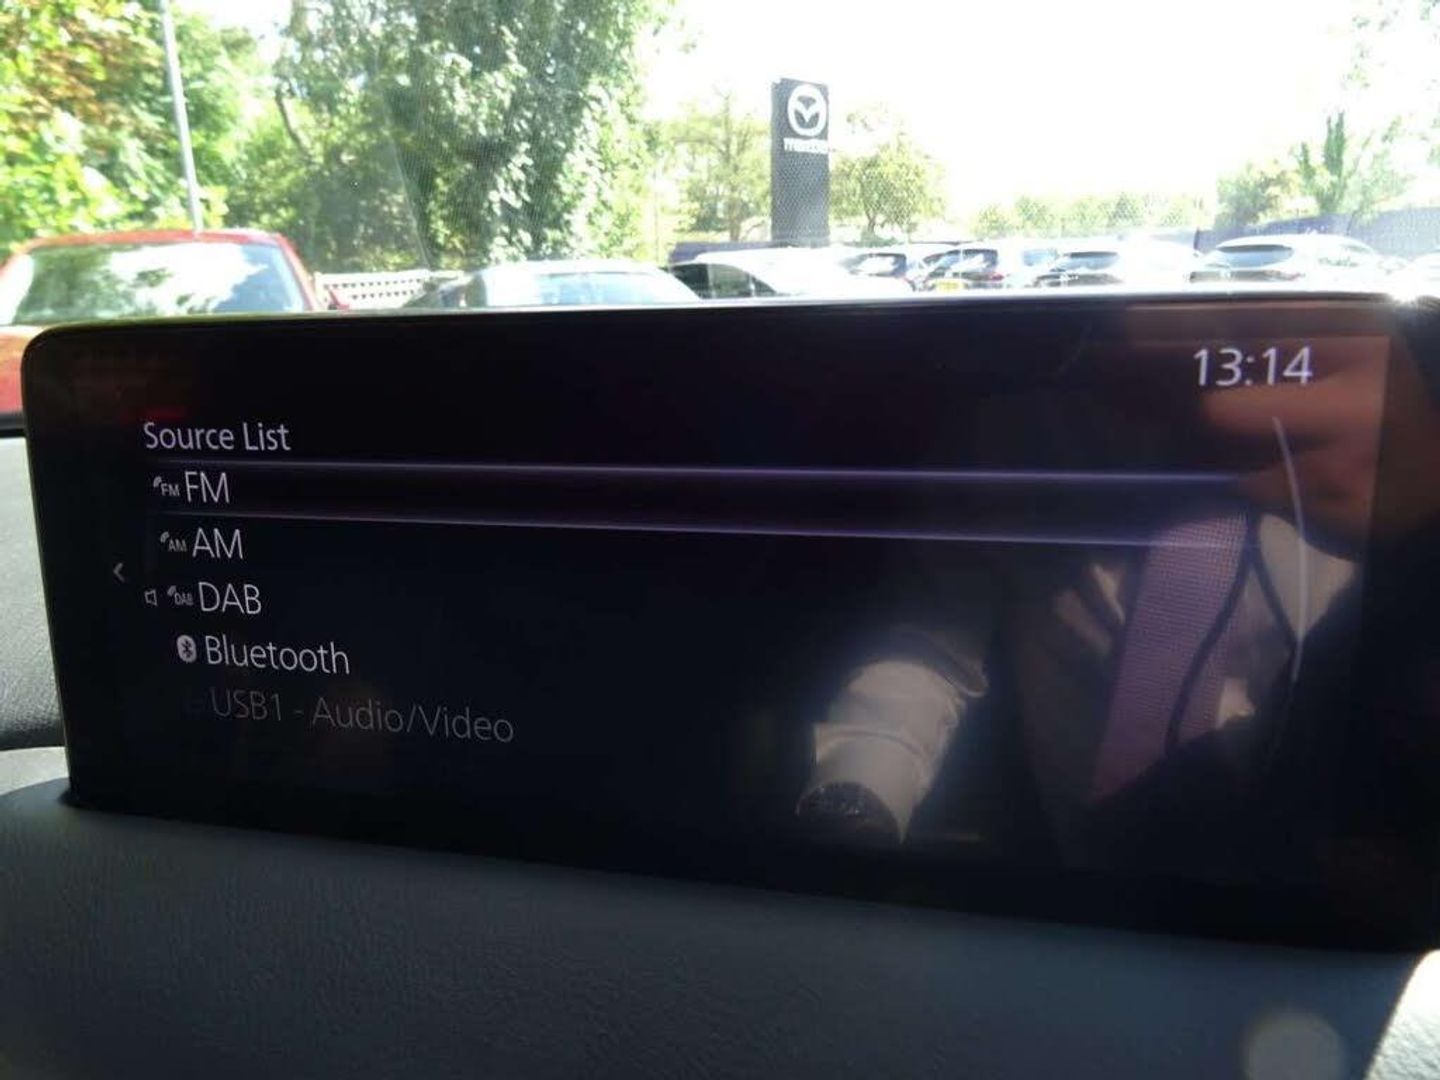 13:14
Source List
FM FM
AM AM
DAB DAB
Bluetooth
USB1 - Audio/Video